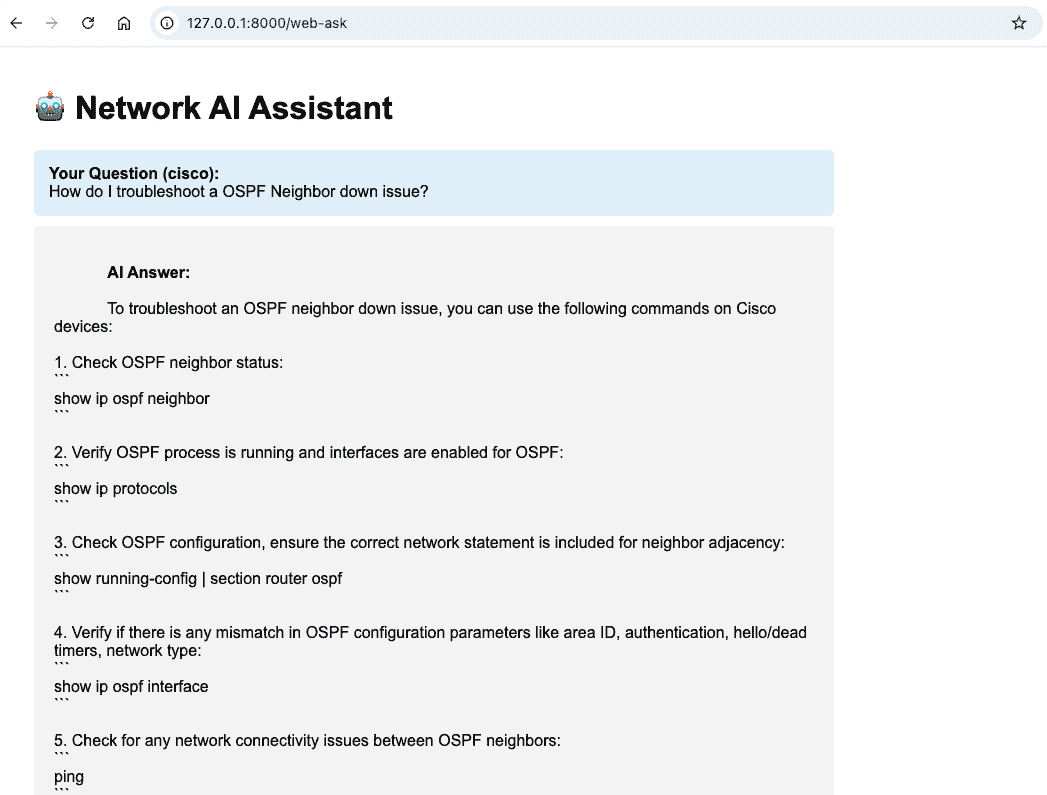 127.0.0.1:8000/web-ask
🤖 Network AI Assistant
Your Question (cisco):
How do I troubleshoot a OSPF Neighbor down issue?
AI Answer:
To troubleshoot an OSPF neighbor down issue, you can use the following commands on Cisco
devices:
1. Check OSPF neighbor status:
```
show ip ospf neighbor
```
2. Verify OSPF process is running and interfaces are enabled for OSPF:
```
show ip protocols
```
3. Check OSPF configuration, ensure the correct network statement is included for neighbor adjacency:
```
show running-config | section router ospf
```
4. Verify if there is any mismatch in OSPF configuration parameters like area ID, authentication, hello/dead
timers, network type:
```
show ip ospf interface
```
5. Check for any network connectivity issues between OSPF neighbors:
```
ping
```